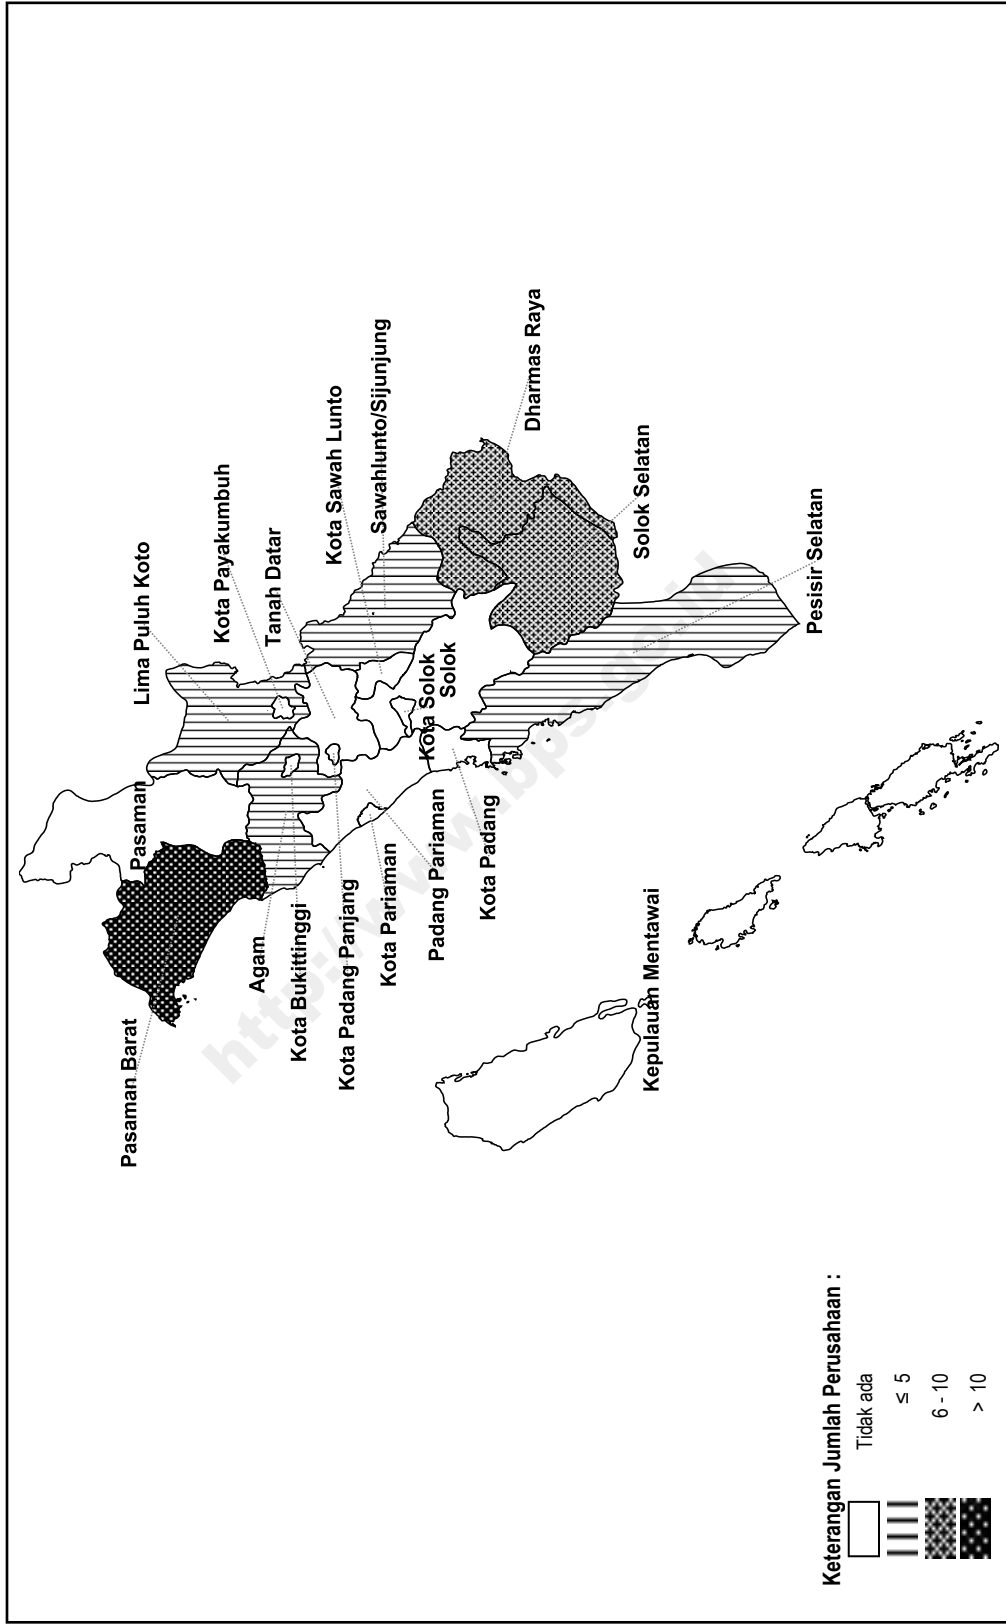 Pasaman Barat
Pasaman
Lima Puluh Koto
Kota Payakumbuh
Tanah Datar
Kota Sawah Lunto
Sawahlunto/Sijunjung
Dharmas Raya
Solok Selatan
Pesisir Selatan
Kota Solok
Solok
Agam
Kota Bukittinggi
Kota Padang Panjang
Kota Pariaman
Padang Pariaman
Kota Padang
Kepulauan Mentawai
http://www.bps.go.id
Keterangan Jumlah Perusahaan :
Tidak ada
≤ 5
6 - 10
> 10